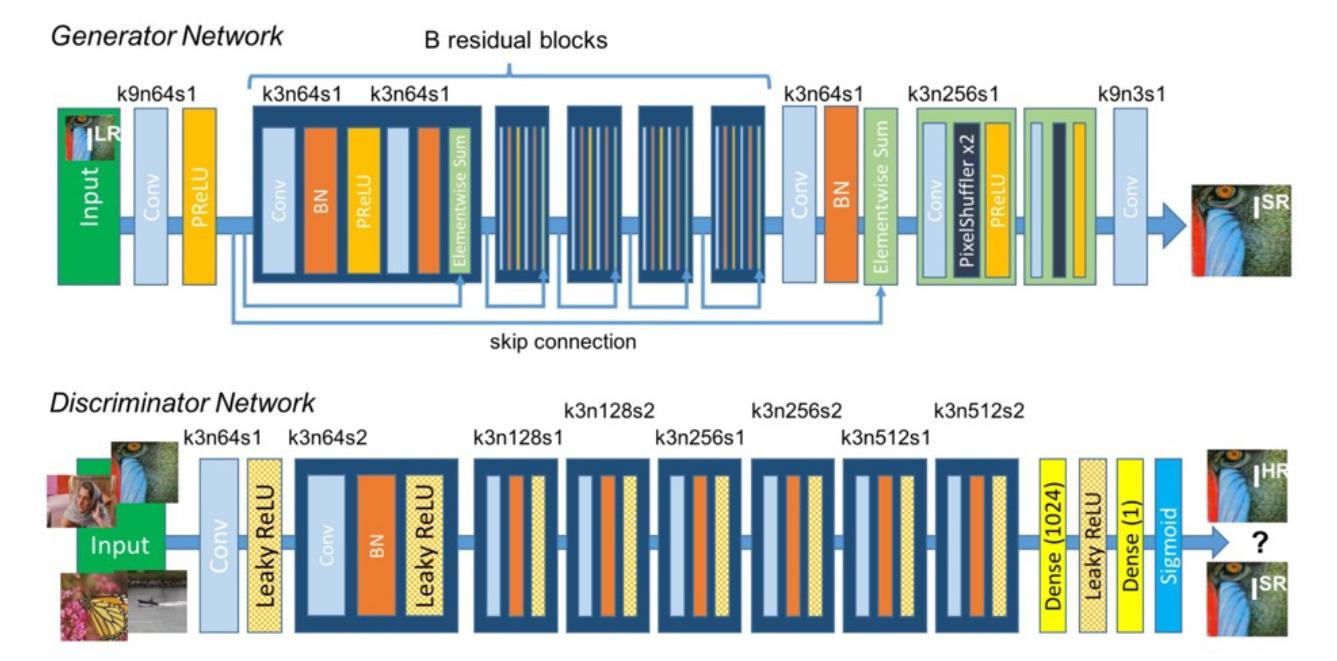 Generator Network
B residual blocks
k9n64s1
k3n64s1
k3n64s1
k3n64s1
k3n256s1
k9n3s1
I^LR
Input
Conv
PReLU
Conv
BN
PReLU
Elementwise Sum
Conv
BN
Elementwise Sum
Conv
PixelShuffler x2
PReLU
Conv
I^SR
skip connection
Discriminator Network
k3n128s2
k3n256s2
k3n512s2
k3n64s1
k3n64s2
k3n128s1
k3n256s1
k3n512s1
Input
Conv
Leaky ReLU
Conv
BN
Leaky ReLU
Dense (1024)
Leaky ReLU
Dense (1)
Sigmoid
I^HR
?
I^SR